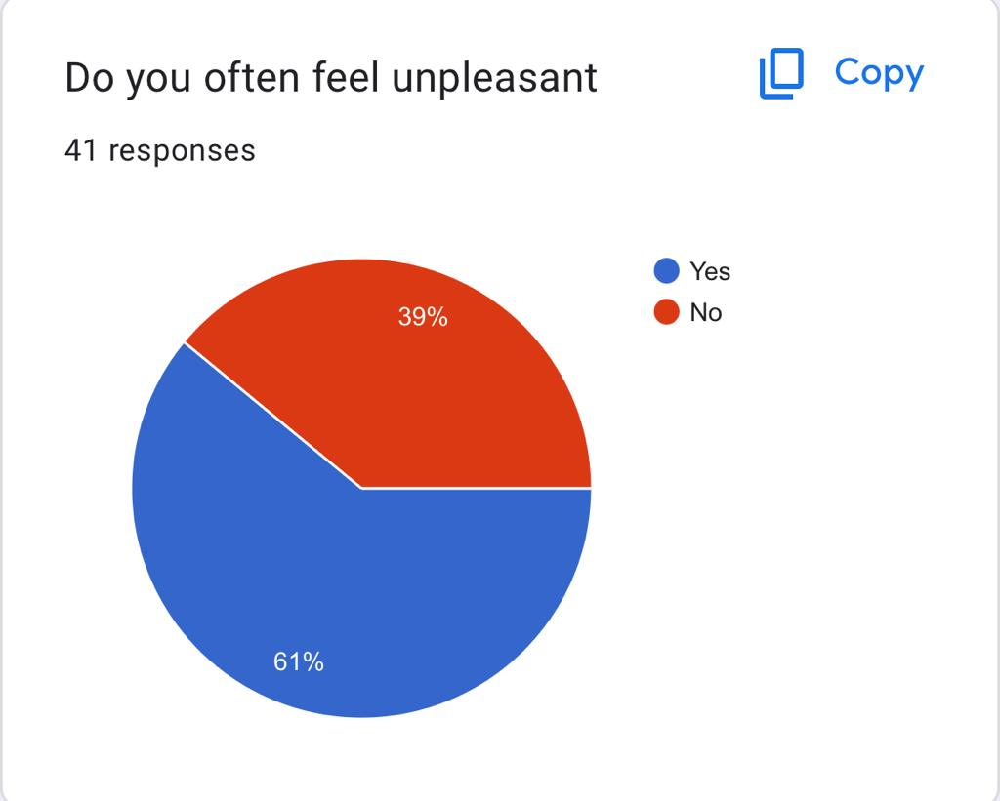 Do you often feel unpleasant
Copy
41 responses
Yes
No
39%
61%